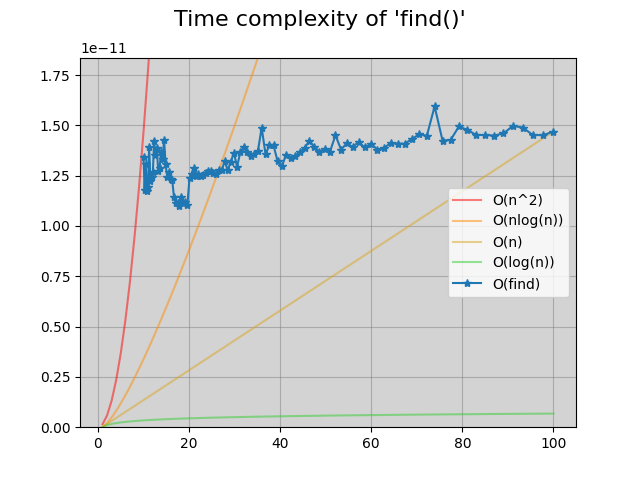 Time complexity of 'find()'
1e−11
1.75
1.50
1.25
1.00
0.75
0.50
0.25
0.00
0
20
40
60
80
100
O(n^2)
O(nlog(n))
O(n)
O(log(n))
O(find)